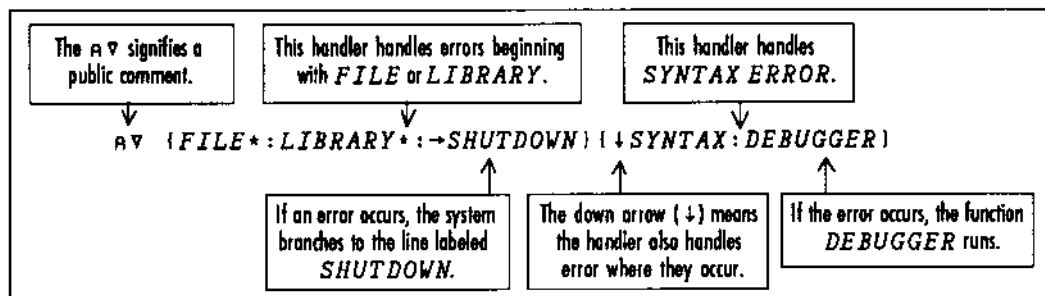 The ⍝∇ signifies a
public comment.
This handler handles errors beginning
with FILE or LIBRARY.
This handler handles
SYNTAX ERROR.
⍝∇ {FILE*:LIBRARY*:→SHUTDOWN}{↓SYNTAX:DEBUGGER}
If an error occurs, the system
branches to the line labeled
SHUTDOWN.
The down arrow (↓) means
the handler also handles
error where they occur.
If the error occurs, the function
DEBUGGER runs.